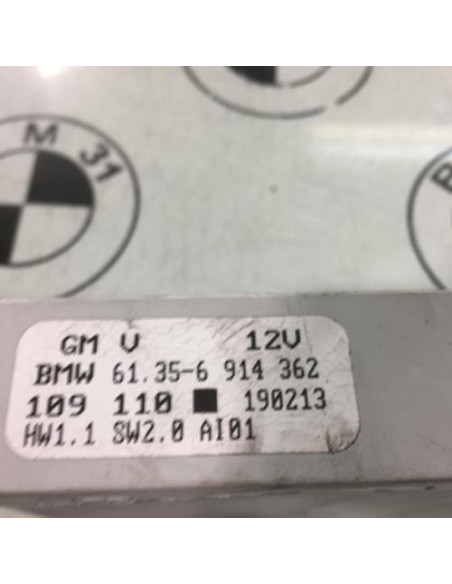 M 31
B
GM V 12V
BMW 61.35-6 914 362
109 110 ■ 190213
HW1.1 SW2.0 AI01